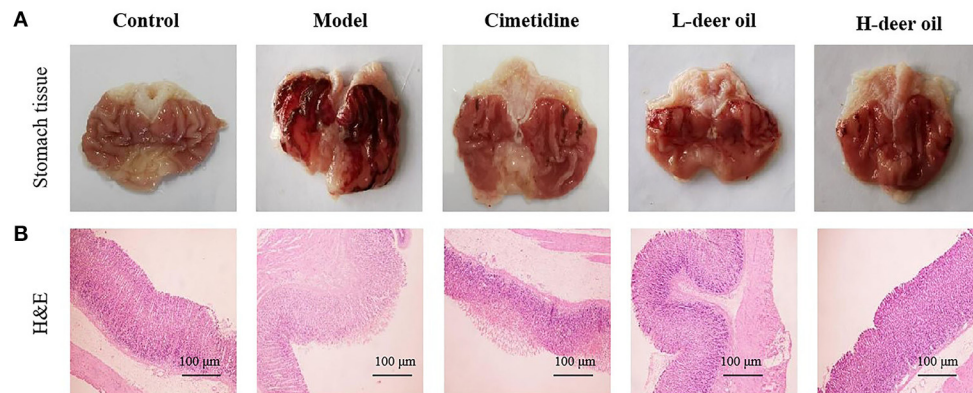 A
Control Model Cimetidine L-deer oil H-deer oil
Stomach tissue
B
H&E
100 μm 100 μm 100 μm 100 μm 100 μm